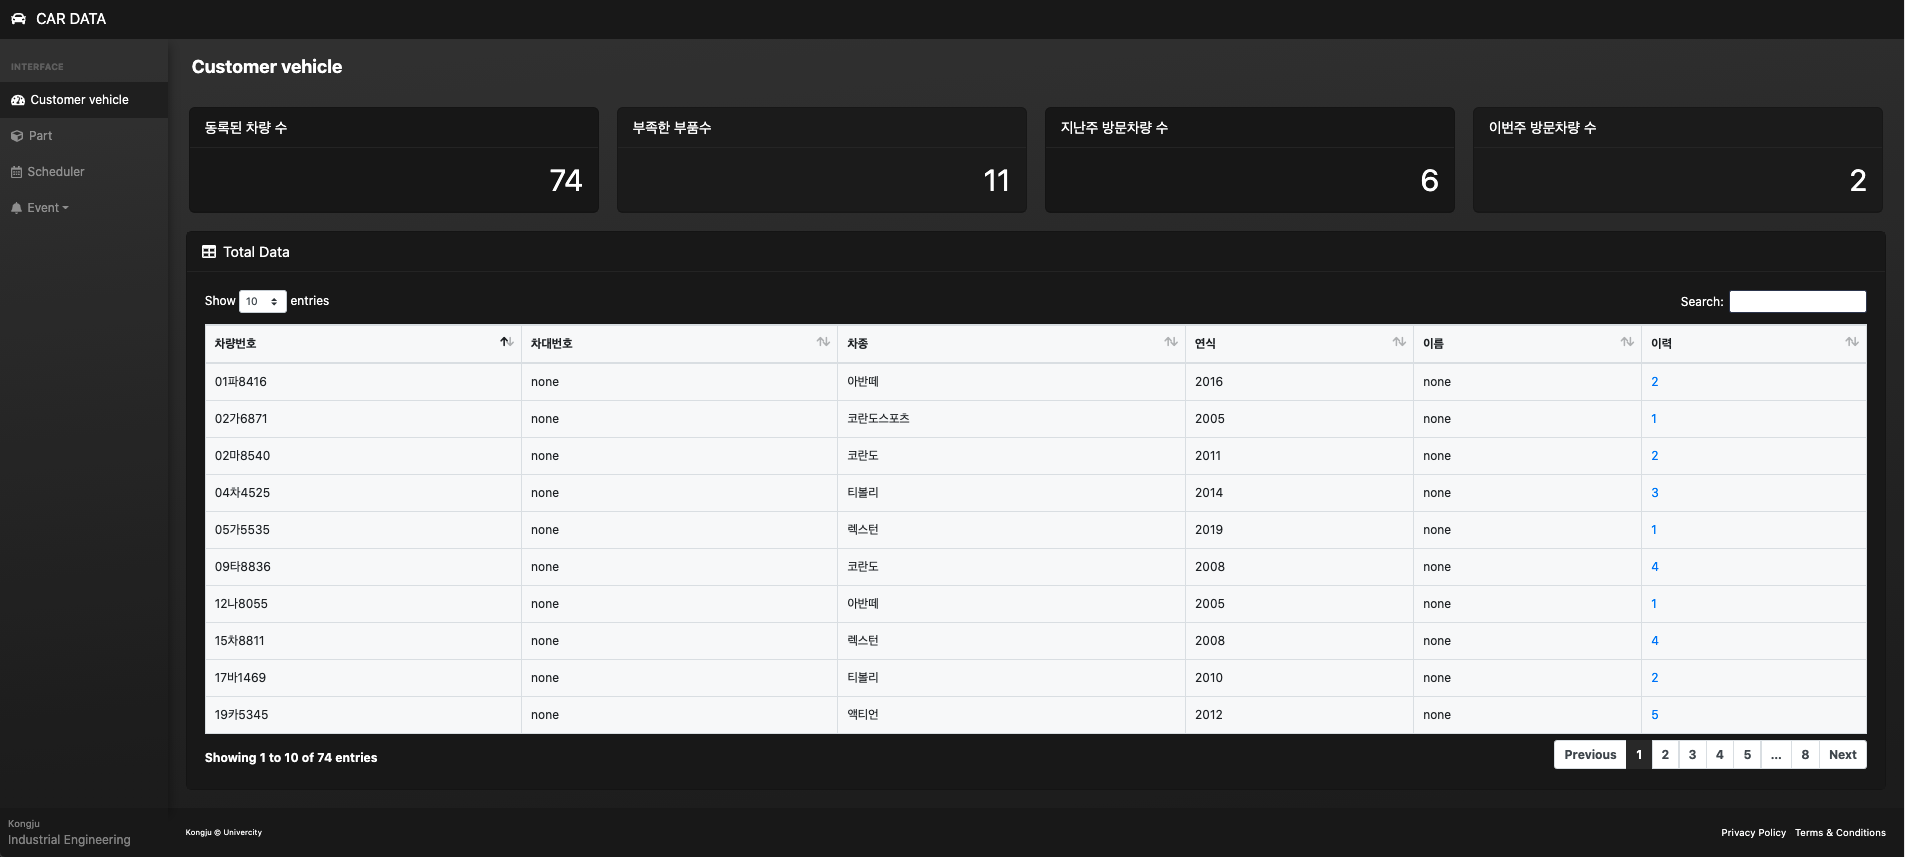 CAR DATA
INTERFACE
Customer vehicle
Part
Scheduler
Event
Customer vehicle
동록된 차량 수
74
부족한 부품수
11
지난주 방문차량 수
6
이번주 방문차량 수
2
Total Data
Show 10 entries
Search:
차량번호 차대번호 차종 연식 이름 이력
01파8416 none 아반떼 2016 none 2
02가6871 none 코란도스포츠 2005 none 1
02마8540 none 코란도 2011 none 2
04차4525 none 티볼리 2014 none 3
05가5535 none 렉스턴 2019 none 1
09타8836 none 코란도 2008 none 4
12나8055 none 아반떼 2005 none 1
15차8811 none 렉스턴 2008 none 4
17바1469 none 티볼리 2010 none 2
19카5345 none 액티언 2012 none 5
Showing 1 to 10 of 74 entries
Previous 1 2 3 4 5 ... 8 Next
Kongju
Industrial Engineering
Kongju © Univercity
Privacy Policy Terms & Conditions